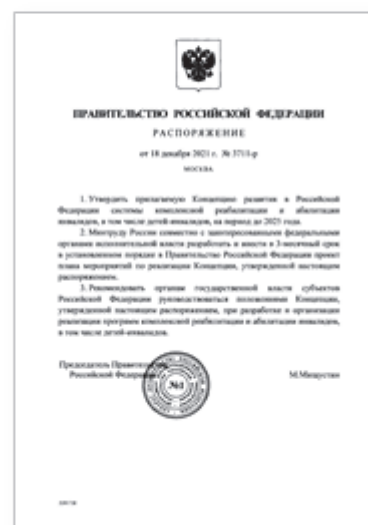 ПРАВИТЕЛЬСТВО РОССИЙСКОЙ ФЕДЕРАЦИИ
РАСПОРЯЖЕНИЕ
от 18 декабря 2021 г. № 3711-р
МОСКВА
1. Утвердить прилагаемую Концепцию развития в Российской
Федерации системы комплексной реабилитации и абилитации
инвалидов, в том числе детей-инвалидов, на период до 2025 года.
2. Минтруду России совместно с заинтересованными федеральными
органами исполнительной власти разработать и внести в 3-месячный срок
в установленном порядке в Правительство Российской Федерации проект
плана мероприятий по реализации Концепции, утвержденной настоящим
распоряжением.
3. Рекомендовать органам государственной власти субъектов
Российской Федерации руководствоваться положениями Концепции,
утвержденной настоящим распоряжением, при разработке и организации
реализации программ комплексной реабилитации и абилитации инвалидов,
в том числе детей-инвалидов.
Председатель Правительства
Российской Федерации М.Мишустин
№1